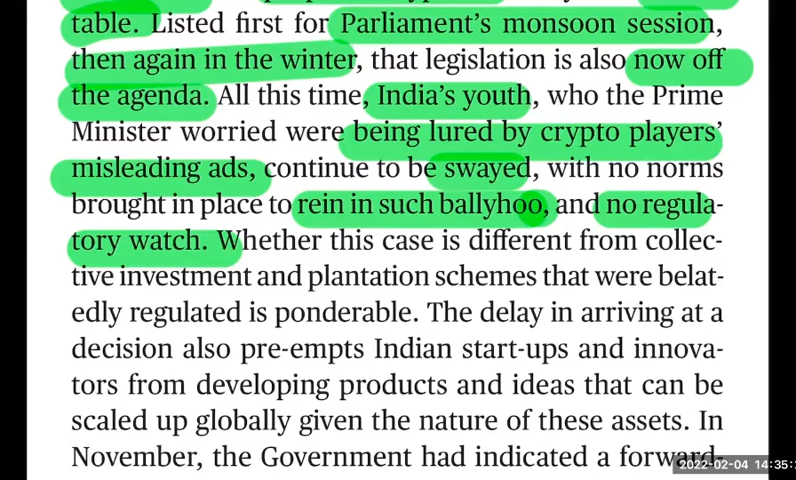 table. Listed first for Parliament's monsoon session,
then again in the winter, that legislation is also now off
the agenda. All this time, India's youth, who the Prime
Minister worried were being lured by crypto players'
misleading ads, continue to be swayed, with no norms
brought in place to rein in such ballyhoo, and no regula-
tory watch. Whether this case is different from collec-
tive investment and plantation schemes that were belat-
edly regulated is ponderable. The delay in arriving at a
decision also pre-empts Indian start-ups and innova-
tors from developing products and ideas that can be
scaled up globally given the nature of these assets. In
November, the Government had indicated a forward-
2022-02-04 14:35: